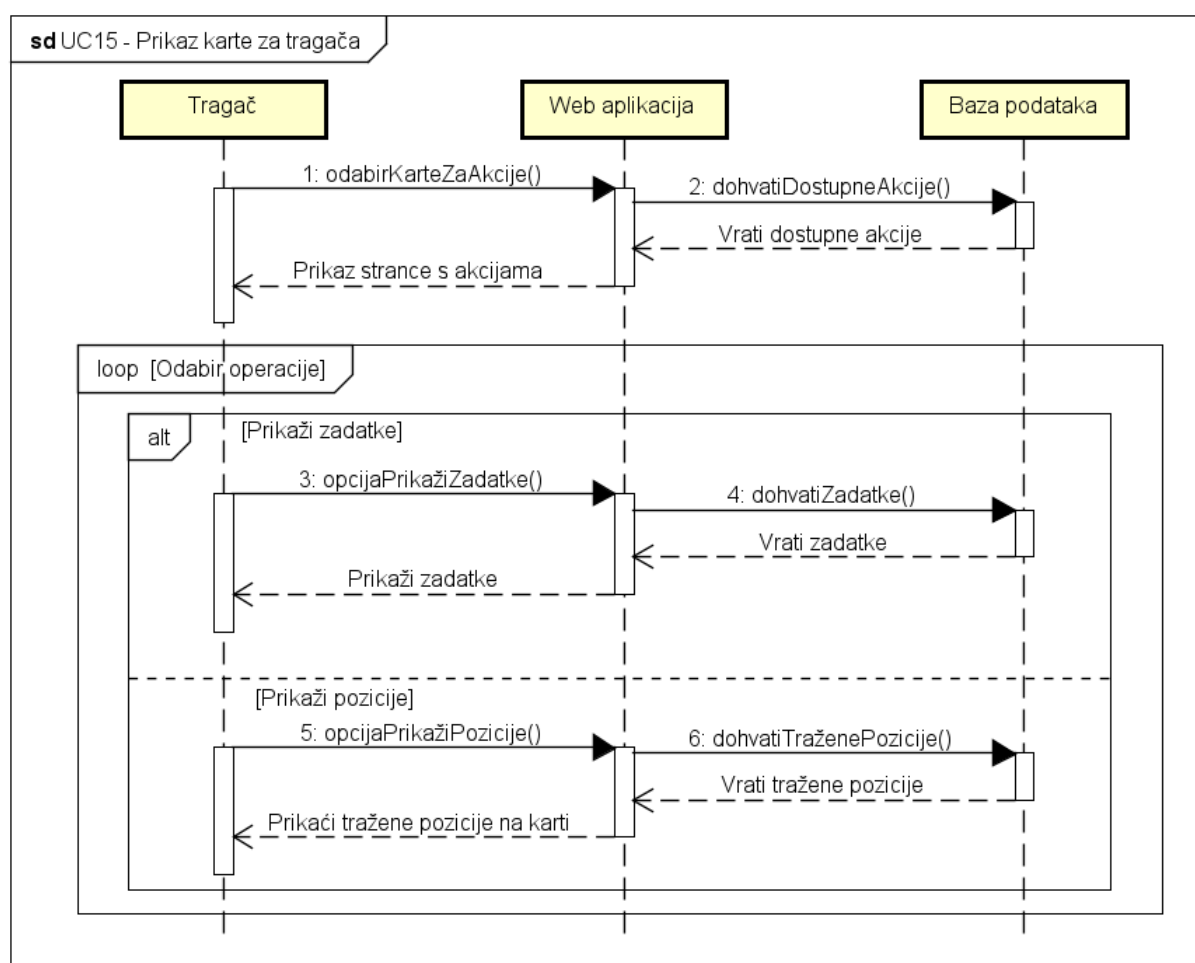 sd UC15 - Prikaz karte za tragača
Tragač
Web aplikacija
Baza podataka
1: odabirKarteZaAkcije()
2: dohvatiDostupneAkcije()
Vrati dostupne akcije
Prikaz strance s akcijama
loop [Odabir operacije]
alt
[Prikaži zadatke]
3: opcijaPrikažiZadatke()
4: dohvatiZadatke()
Vrati zadatke
Prikaži zadatke
[Prikaži pozicije]
5: opcijaPrikažiPozicije()
6: dohvatiTraženePozicije()
Vrati tražene pozicije
Prikaći tražene pozicije na karti